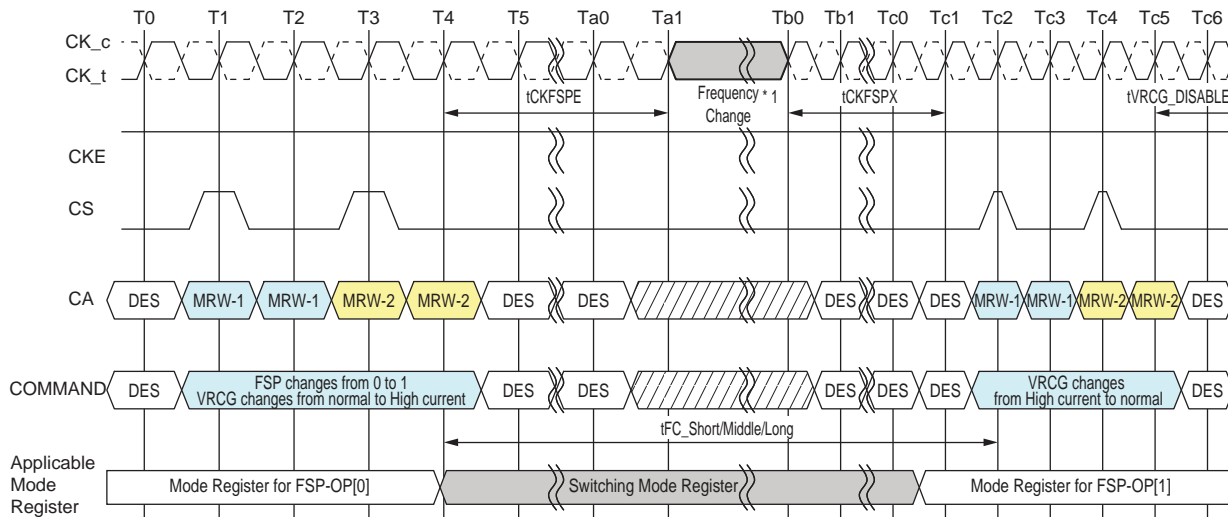 T0 T1 T2 T3 T4 T5 Ta0 Ta1 Tb0 Tb1 Tc0 Tc1 Tc2 Tc3 Tc4 Tc5 Tc6
CK_c
CK_t
tCKFSPE
Frequency * 1
Change
tCKFSPX
tVRCG_DISABLE
CKE
CS
CA
DES MRW-1 MRW-1 MRW-2 MRW-2 DES DES DES DES DES MRW-1 MRW-1 MRW-2 MRW-2 DES
COMMAND
DES
FSP changes from 0 to 1
VRCG changes from normal to High current
DES DES DES DES DES
VRCG changes
from High current to normal
DES
tFC_Short/Middle/Long
Applicable
Mode
Register
Mode Register for FSP-OP[0]
Switching Mode Register
Mode Register for FSP-OP[1]